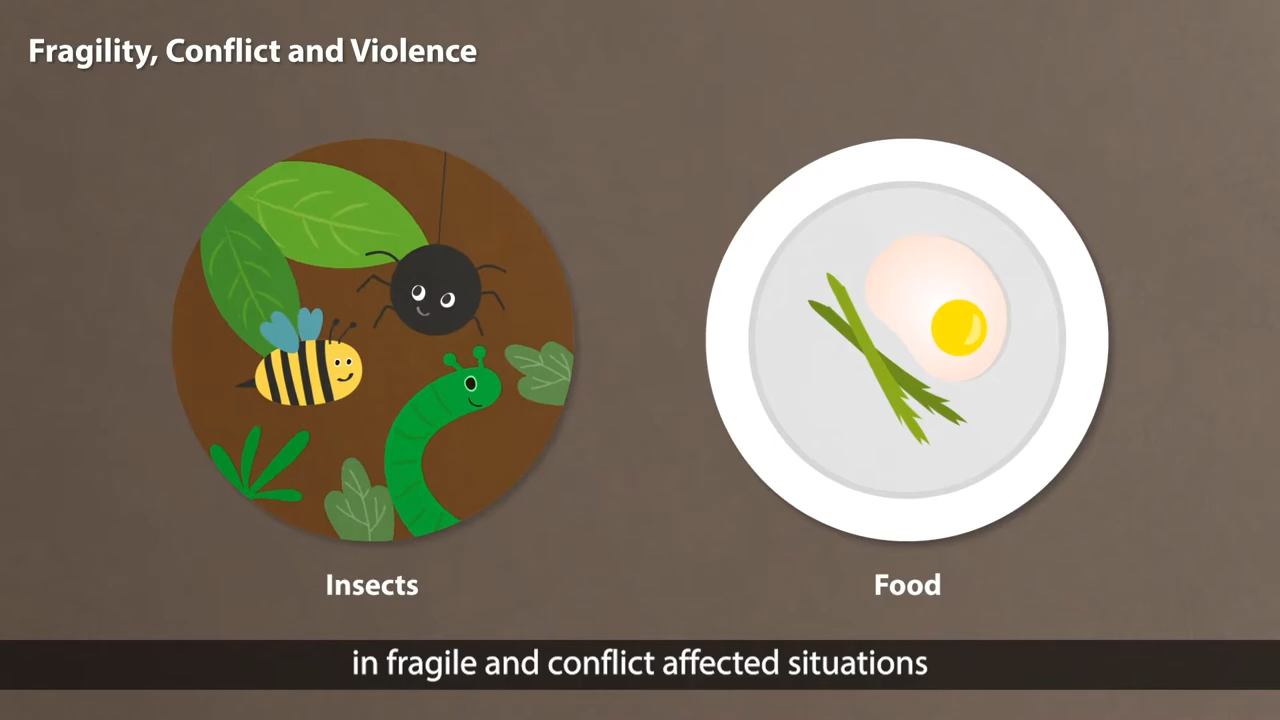 Fragility, Conflict and Violence
Insects
Food
in fragile and conflict affected situations